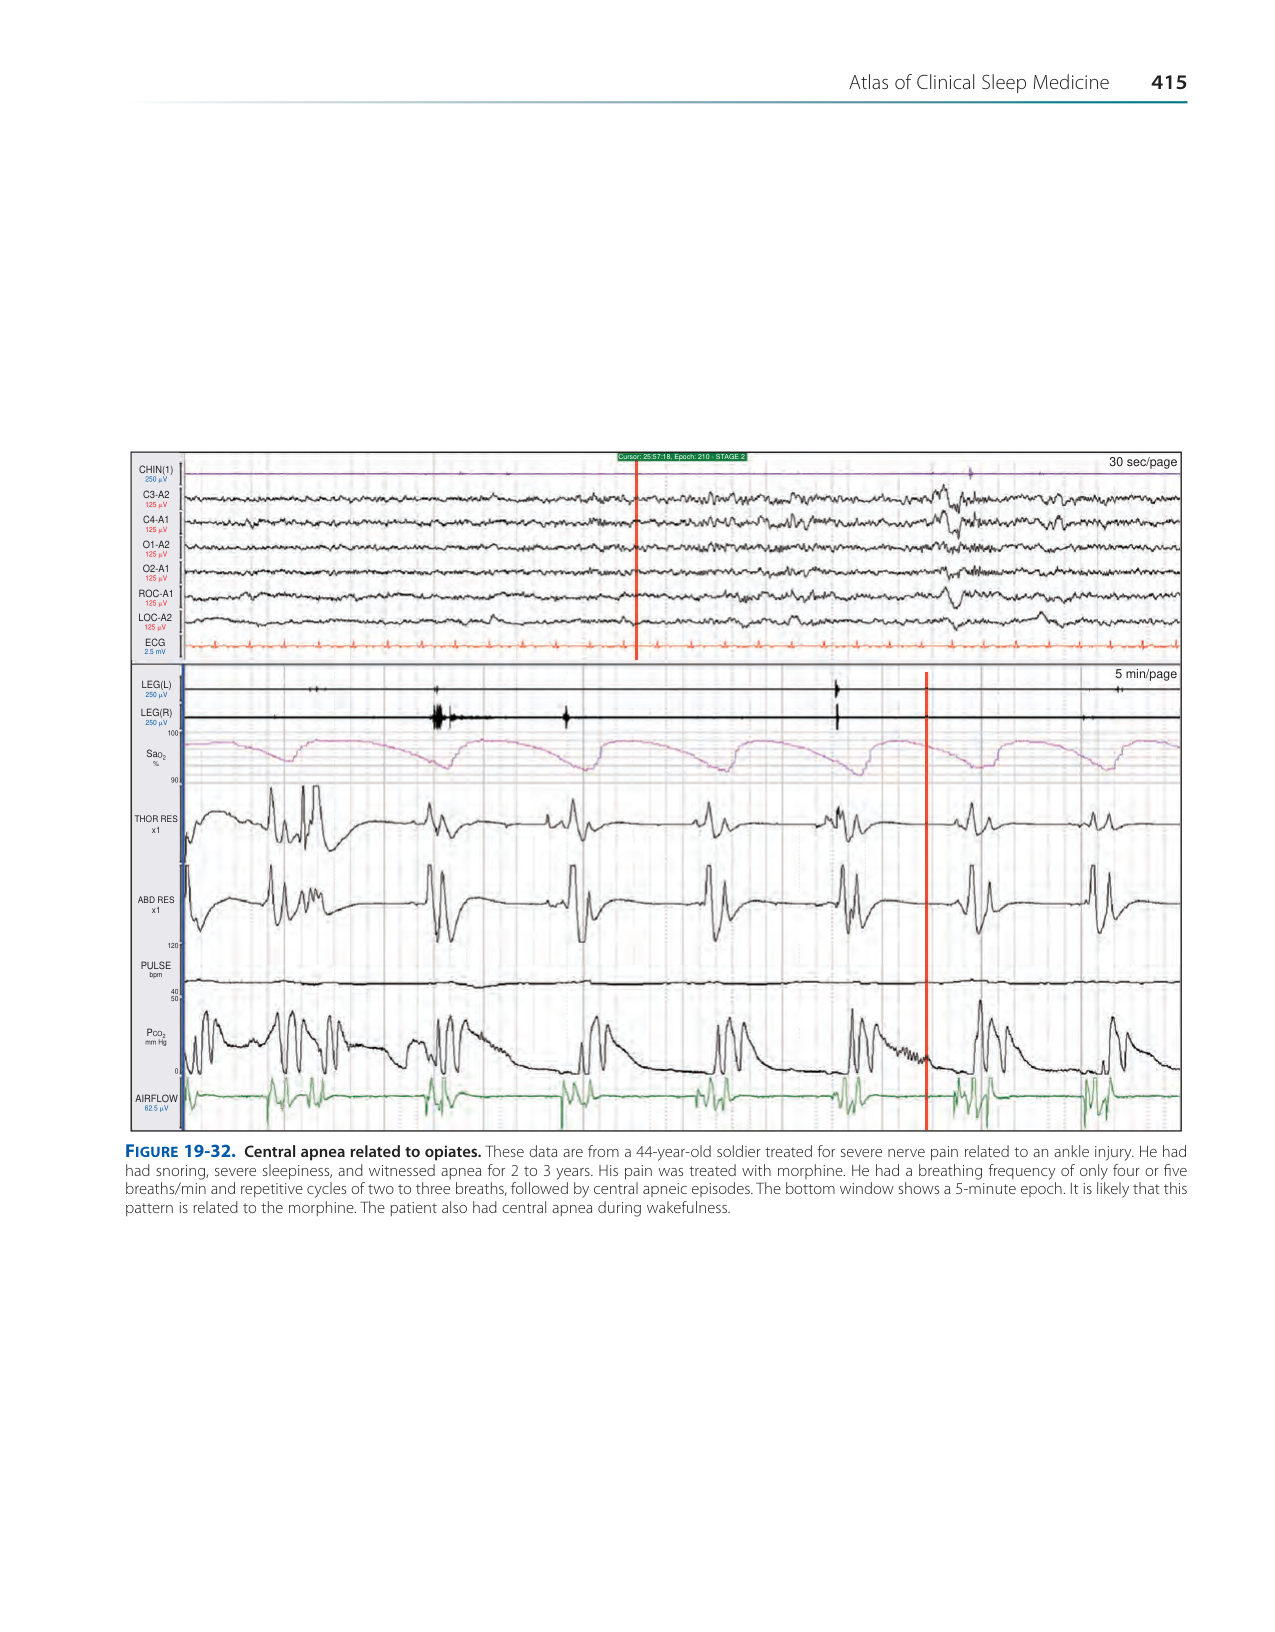 Atlas of Clinical Sleep Medicine 415
Cursor: 25:57:18, Epoch: 210 - STAGE 2
30 sec/page
CHIN(1)
250 µV
C3-A2
125 µV
C4-A1
125 µV
O1-A2
125 µV
O2-A1
125 µV
ROC-A1
125 µV
LOC-A2
125 µV
ECG
2.5 mV
5 min/page
LEG(L)
250 µV
LEG(R)
250 µV
100
SaO2
%
90
THOR RES
x1
ABD RES
x1
120
PULSE
bpm
40
50
PCO2
mm Hg
0
AIRFLOW
62.5 µV
FIGURE 19-32. Central apnea related to opiates. These data are from a 44-year-old soldier treated for severe nerve pain related to an ankle injury. He had
had snoring, severe sleepiness, and witnessed apnea for 2 to 3 years. His pain was treated with morphine. He had a breathing frequency of only four or five
breaths/min and repetitive cycles of two to three breaths, followed by central apneic episodes. The bottom window shows a 5-minute epoch. It is likely that this
pattern is related to the morphine. The patient also had central apnea during wakefulness.